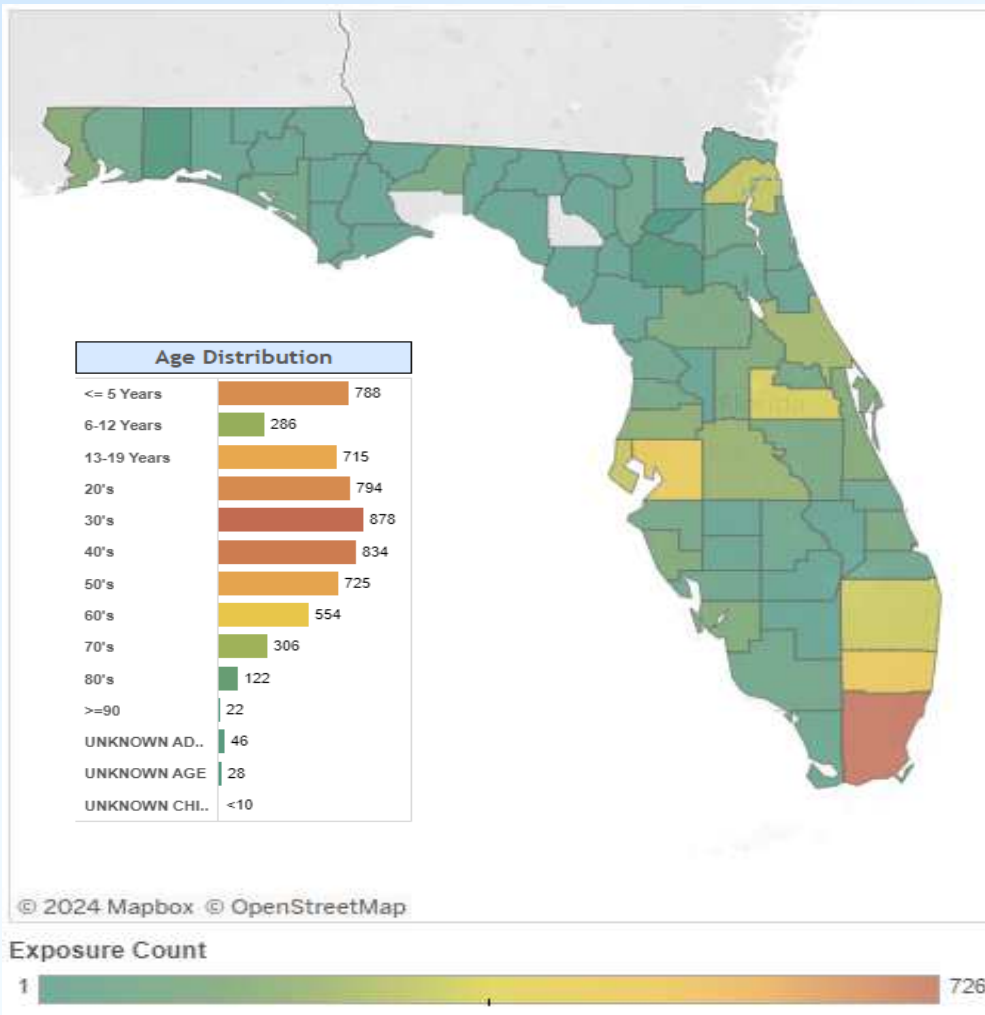 Age Distribution
<= 5 Years 788
6-12 Years 286
13-19 Years 715
20's 794
30's 878
40's 834
50's 725
60's 554
70's 306
80's 122
>=90 22
UNKNOWN AD.. 46
UNKNOWN AGE 28
UNKNOWN CHI.. <10
© 2024 Mapbox © OpenStreetMap
Exposure Count
1 726